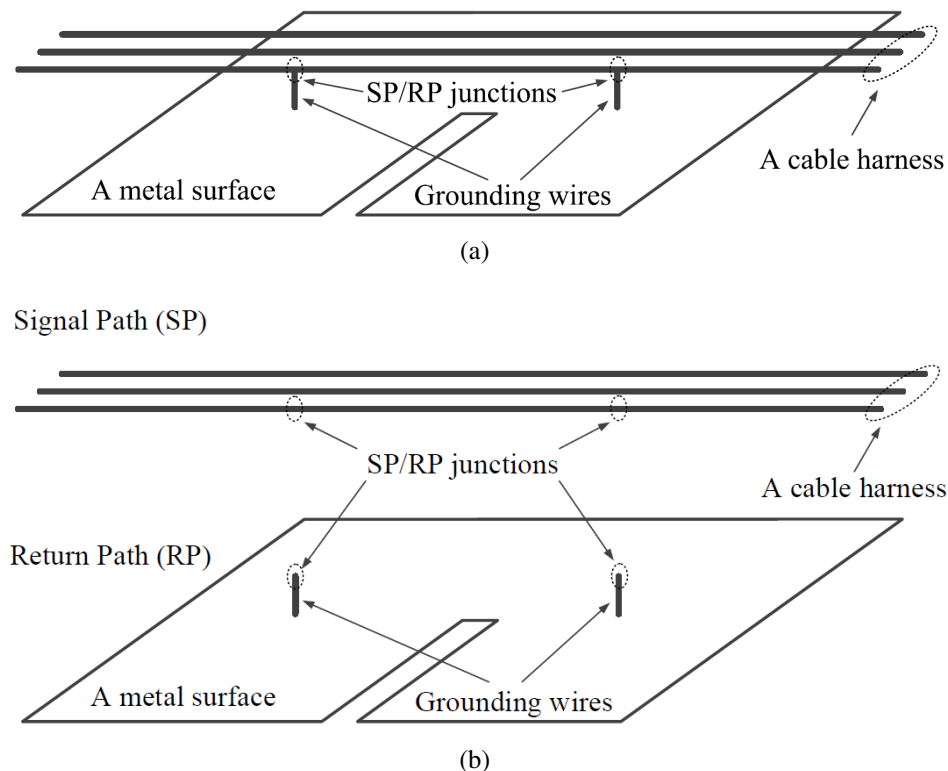 SP/RP junctions
A cable harness
A metal surface
Grounding wires
(a)
Signal Path (SP)
SP/RP junctions
A cable harness
Return Path (RP)
A metal surface
Grounding wires
(b)